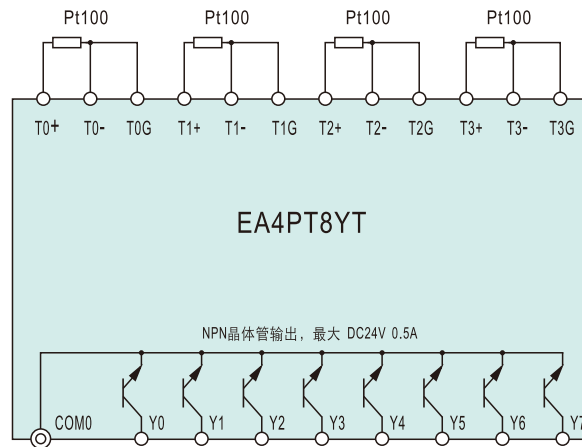 Pt100 Pt100 Pt100 Pt100
T0+ T0- T0G T1+ T1- T1G T2+ T2- T2G T3+ T3- T3G
EA4PT8YT
NPN晶体管输出，最大 DC24V 0.5A
COM0 Y0 Y1 Y2 Y3 Y4 Y5 Y6 Y7